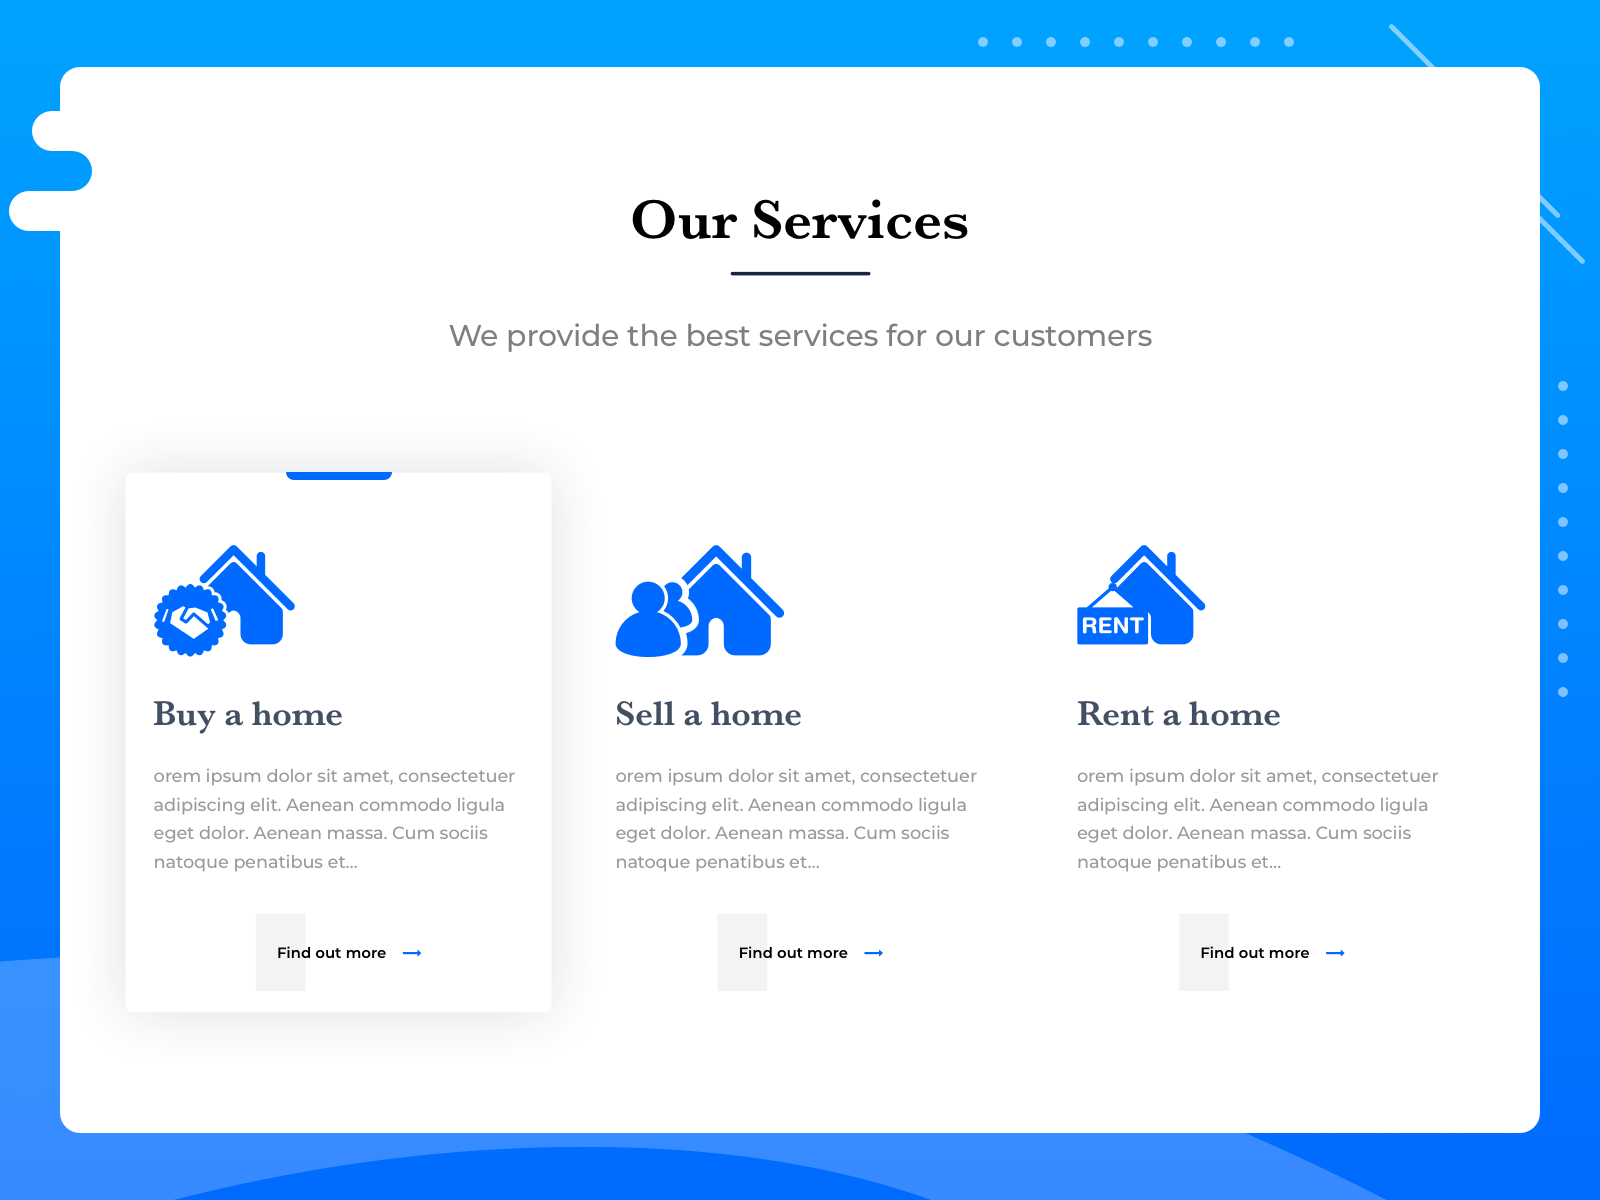 Our Services
We provide the best services for our customers
Buy a home
orem ipsum dolor sit amet, consectetuer
adipiscing elit. Aenean commodo ligula
eget dolor. Aenean massa. Cum sociis
natoque penatibus et...
Find out more
Sell a home
orem ipsum dolor sit amet, consectetuer
adipiscing elit. Aenean commodo ligula
eget dolor. Aenean massa. Cum sociis
natoque penatibus et...
Find out more
RENT
Rent a home
orem ipsum dolor sit amet, consectetuer
adipiscing elit. Aenean commodo ligula
eget dolor. Aenean massa. Cum sociis
natoque penatibus et...
Find out more